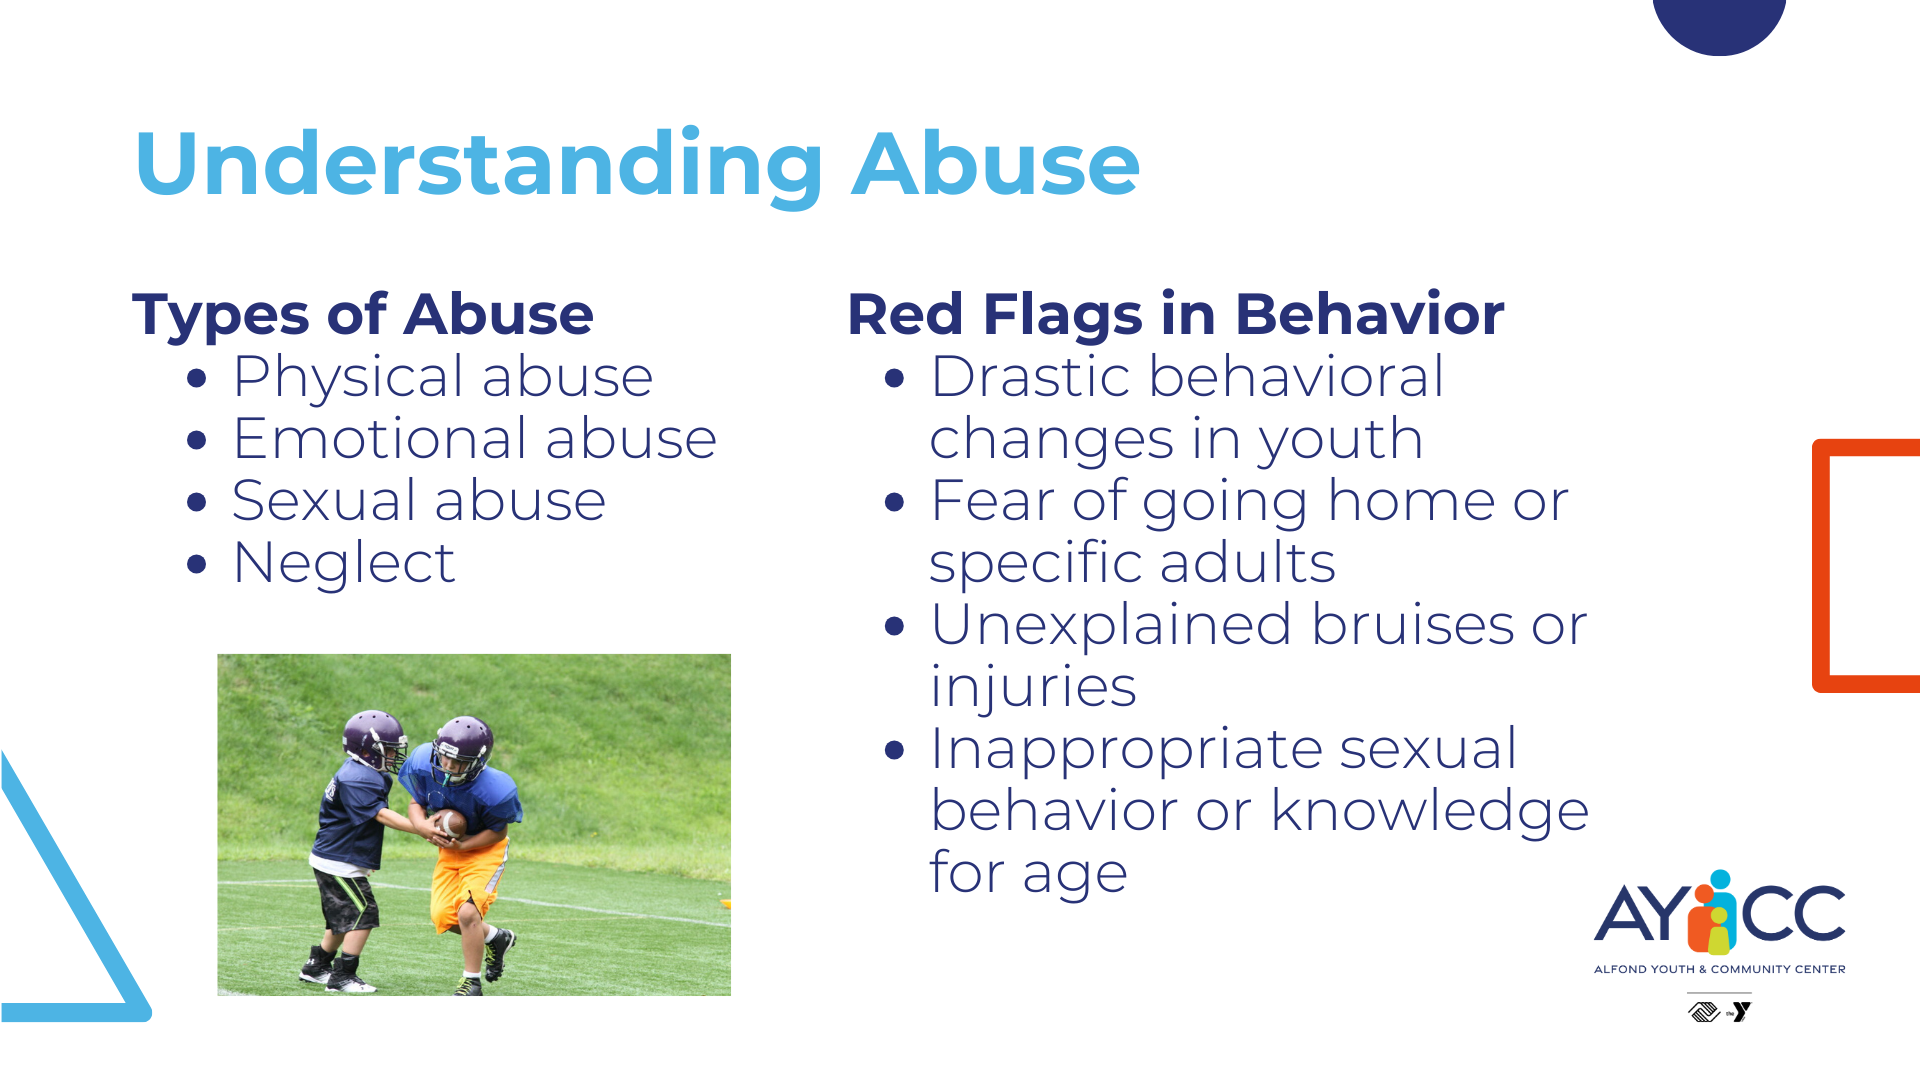 Understanding Abuse
Types of Abuse
• Physical abuse
• Emotional abuse
• Sexual abuse
• Neglect
Red Flags in Behavior
• Drastic behavioral
changes in youth
• Fear of going home or
specific adults
• Unexplained bruises or
injuries
• Inappropriate sexual
behavior or knowledge
for age
AYCC
ALFOND YOUTH & COMMUNITY CENTER
the Y